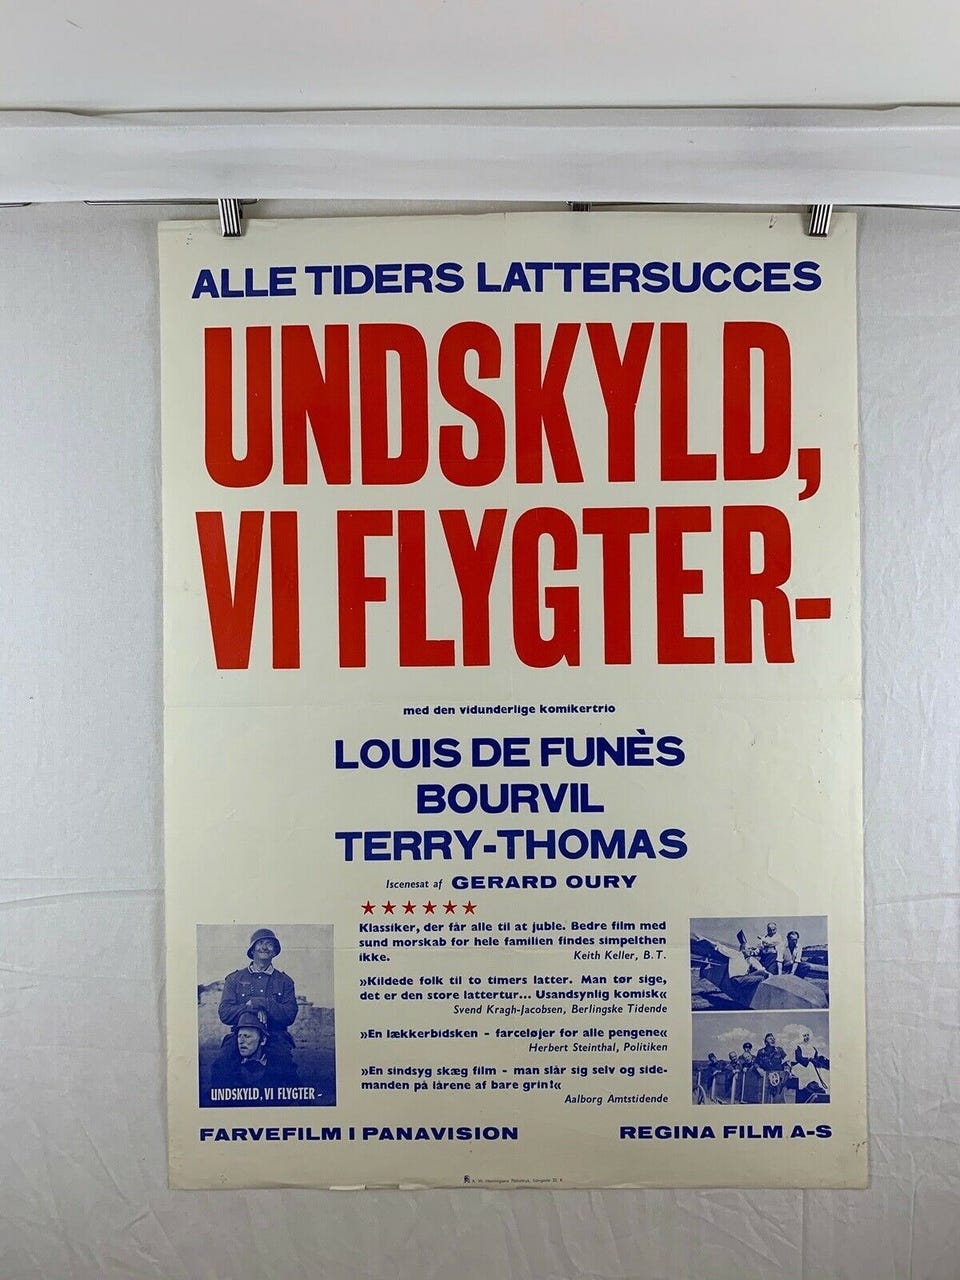 ALLE TIDERS LATTERSUCCES
UNDSKYLD,
VI FLYGTER-
med den vidunderlige komikertrio
LOUIS DE FUNÈS
BOURVIL
TERRY-THOMAS
Iscenesat af GERARD OURY
★★★★★★
Klassiker, der får alle til at juble. Bedre film med
sund morskab for hele familien findes simpelthen
ikke. Keith Keller, B.T.
»Kildede folk til to timers latter. Man tør sige,
det er den store lattertur... Usandsynlig komisk«
Svend Kragh-Jacobsen, Berlingske Tidende
»En lækkerbidsken - farceløjer for alle pengene«
Herbert Steinthal, Politiken
»En sindsyg skæg film - man slår sig selv og side-
manden på lårene af bare grin!«
Aalborg Amtstidende
UNDSKYLD, VI FLYGTER-
FARVEFILM I PANAVISION
REGINA FILM A-S